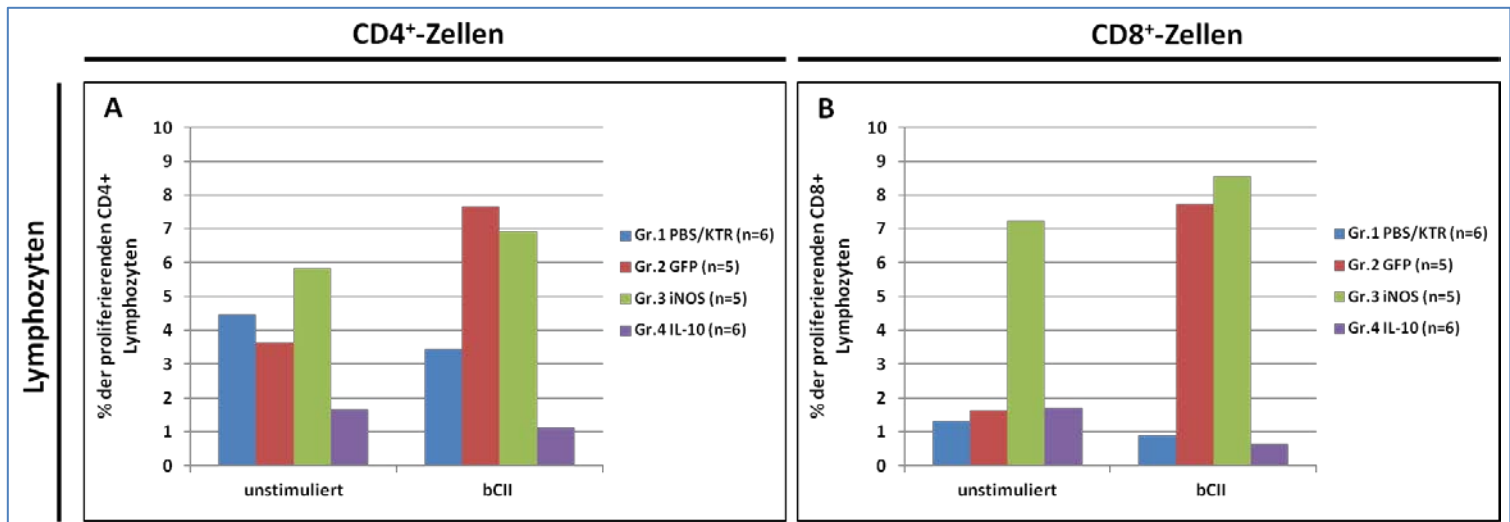 CD4⁺-Zellen
CD8⁺-Zellen
Lymphozyten
A
% der proliferierenden CD4+
Lymphozyten
10
9
8
7
6
5
4
3
2
1
0
unstimuliert
bCII
Gr.1 PBS/KTR (n=6)
Gr.2 GFP (n=5)
Gr.3 iNOS (n=5)
Gr.4 IL-10 (n=6)
B
% der proliferierenden CD8+
Lymphozyten
10
9
8
7
6
5
4
3
2
1
0
unstimuliert
bCII
Gr.1 PBS/KTR (n=6)
Gr.2 GFP (n=5)
Gr.3 iNOS (n=5)
Gr.4 IL-10 (n=6)